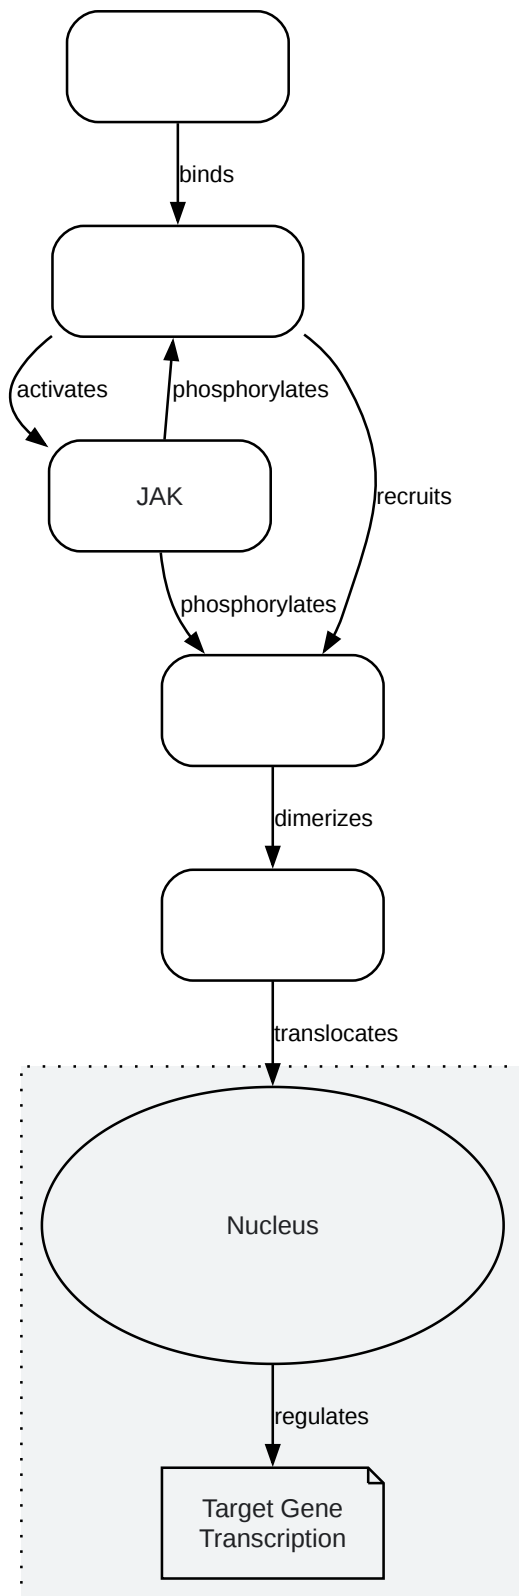 binds
activates
phosphorylates
JAK
recruits
phosphorylates
dimerizes
translocates
Nucleus
regulates
Target Gene
Transcription